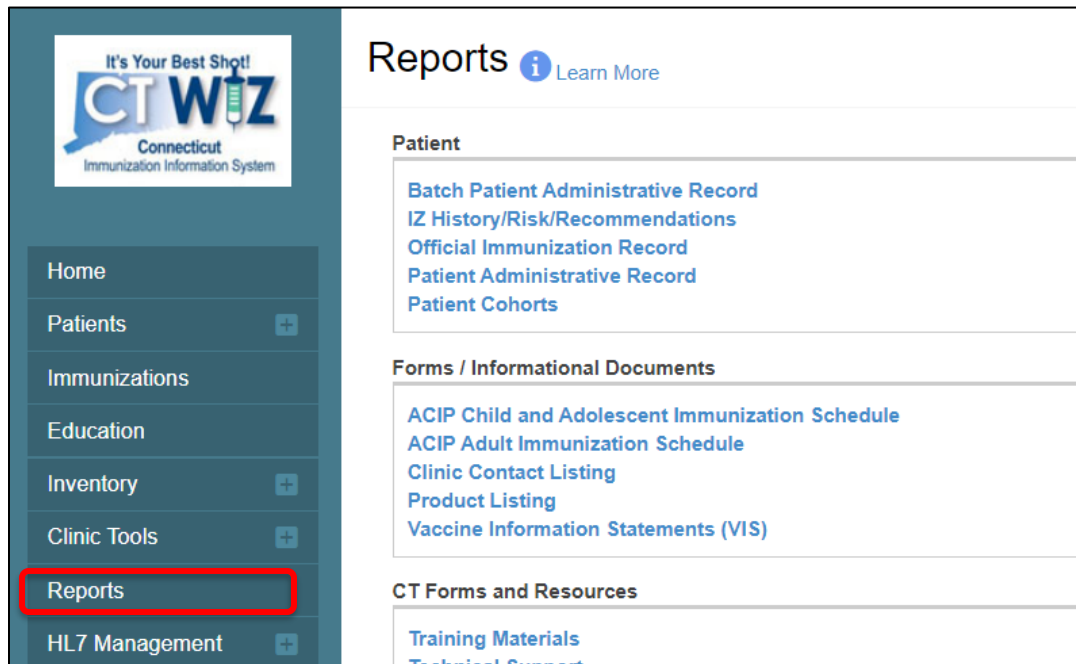 It's Your Best Shot!
CT WiZ
Connecticut
Immunization Information System
Home
Patients
Immunizations
Education
Inventory
Clinic Tools
Reports
HL7 Management
Reports i Learn More
Patient
Batch Patient Administrative Record
IZ History/Risk/Recommendations
Official Immunization Record
Patient Administrative Record
Patient Cohorts
Forms / Informational Documents
ACIP Child and Adolescent Immunization Schedule
ACIP Adult Immunization Schedule
Clinic Contact Listing
Product Listing
Vaccine Information Statements (VIS)
CT Forms and Resources
Training Materials
Technical Support